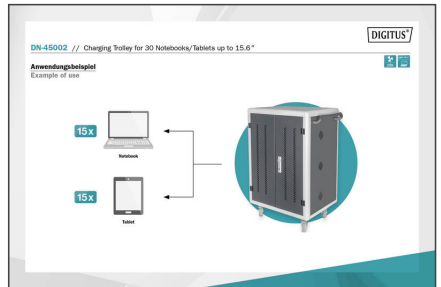 DIGITUS®
DN-45002 // Charging Trolley for 30 Notebooks/Tablets up to 15.6"
Anwendungsbeispiel
Example of use
15x
Notebook
15x
Tablet